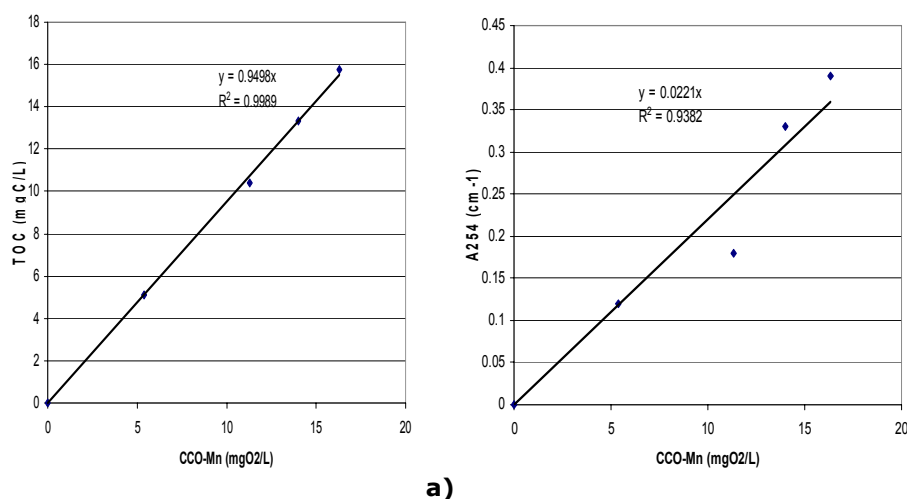 18
16
14
12
10
8
6
4
2
0
TOC (mgC/L)
y = 0.9498x
R² = 0.9989
0 5 10 15 20
CCO-Mn (mgO2/L)
0.45
0.4
0.35
0.3
0.25
0.2
0.15
0.1
0.05
0
A254 (cm-1)
y = 0.0221x
R² = 0.9382
0 5 10 15 20
CCO-Mn (mgO2/L)
a)